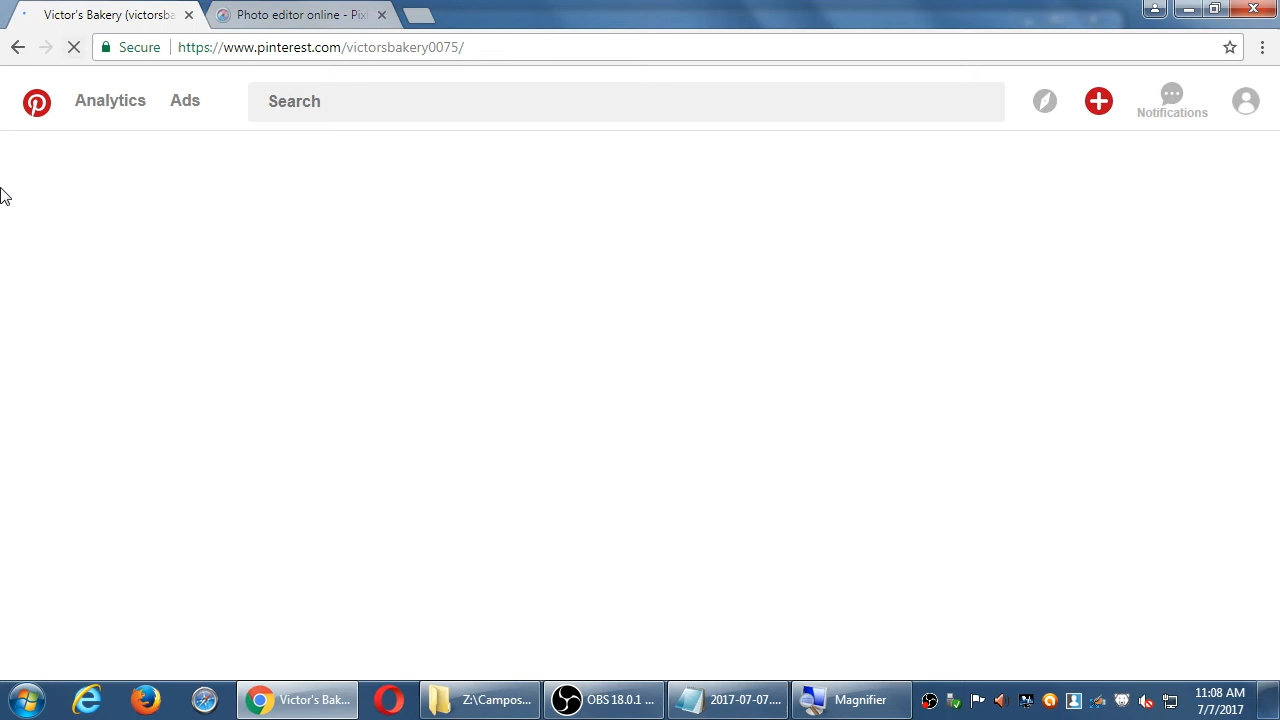 Victor's Bakery (victorsba
Photo editor online - Pix
Secure
https://www.pinterest.com/victorsbakery0075/
Analytics
Ads
Search
Notifications
Victor's Bak...
Z:\Campos...
OBS 18.0.1 ...
2017-07-07....
Magnifier
11:08 AM
7/7/2017